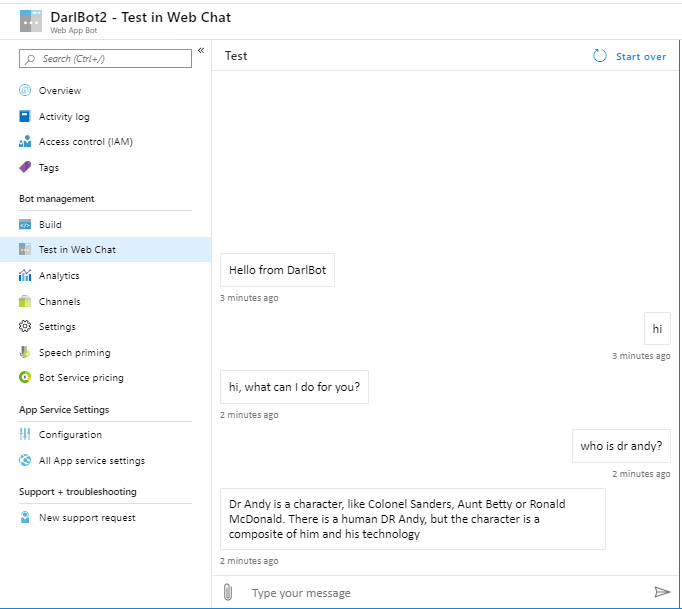 DarlBot2 - Test in Web Chat
Web App Bot
Search (Ctrl+/)
«
Overview
Activity log
Access control (IAM)
Tags
Bot management
Build
Test in Web Chat
Analytics
Channels
Settings
Speech priming
Bot Service pricing
App Service Settings
Configuration
All App service settings
Support + troubleshooting
New support request
Test
Start over
Hello from DarlBot
3 minutes ago
hi
3 minutes ago
hi, what can I do for you?
2 minutes ago
who is dr andy?
2 minutes ago
Dr Andy is a character, like Colonel Sanders, Aunt Betty or Ronald
McDonald. There is a human DR Andy, but the character is a
composite of him and his technology
2 minutes ago
Type your message